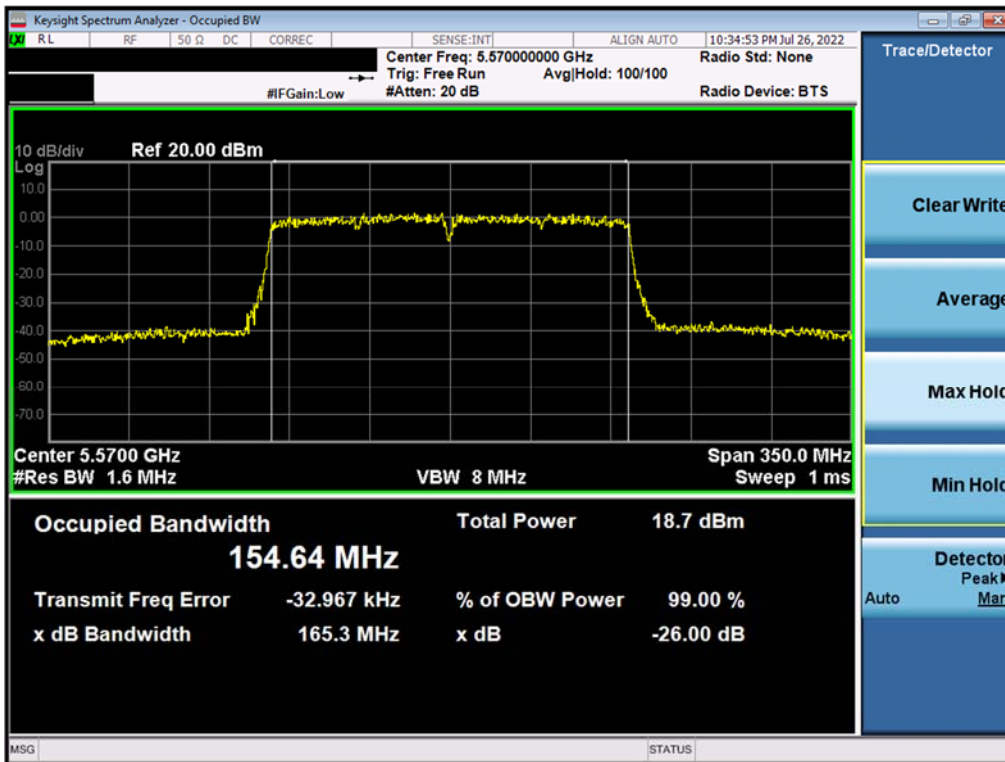 Keysight Spectrum Analyzer - Occupied BW
LXI RL RF 50 Ω DC CORREC SENSE:INT ALIGN AUTO 10:34:53 PM Jul 26, 2022
Center Freq: 5.570000000 GHz Radio Std: None
Trig: Free Run Avg|Hold: 100/100
#IFGain:Low #Atten: 20 dB Radio Device: BTS
10 dB/div Ref 20.00 dBm
Log
10.0
0.00
-10.0
-20.0
-30.0
-40.0
-50.0
-60.0
-70.0
Center 5.5700 GHz Span 350.0 MHz
#Res BW 1.6 MHz VBW 8 MHz Sweep 1 ms
Occupied Bandwidth Total Power 18.7 dBm
154.64 MHz
Transmit Freq Error -32.967 kHz % of OBW Power 99.00 %
x dB Bandwidth 165.3 MHz x dB -26.00 dB
MSG STATUS
Trace/Detector
Clear Write
Average
Max Hold
Min Hold
Detector
Peak
Auto Man